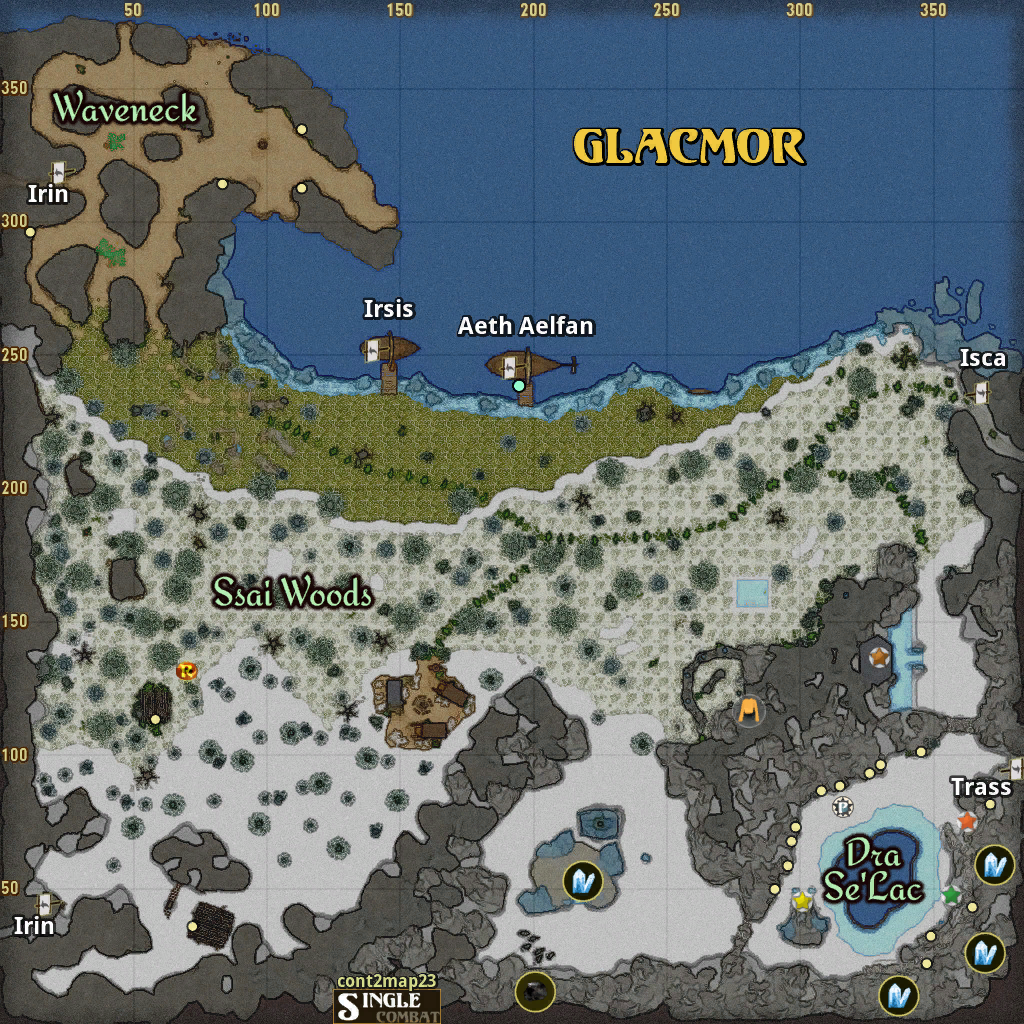 50 100 150 200 250 300 350
350
Waveneck
GLACMOR
Irin
300
Irsis
Aeth Aelfan
250
Isca
200
Ssai Woods
150
100
Trass
Dra
Se'Lac
50
Irin
cont2map23
SINGLE
COMBAT